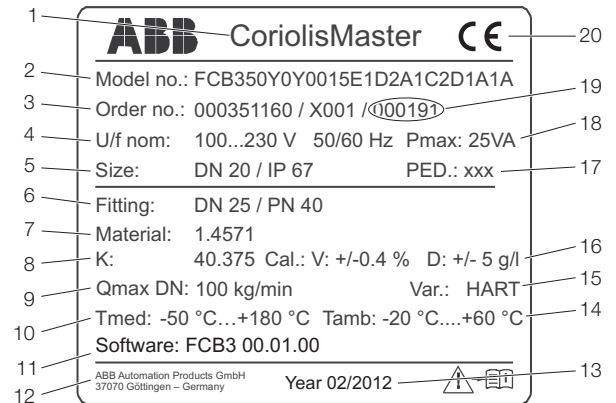 1 ABB CoriolisMaster CE 20
2 Model no.: FCB350Y0Y0015E1D2A1C2D1A1A
3 Order no.: 000351160 / X001 / 000191 19
4 U/f nom: 100...230 V 50/60 Hz Pmax: 25VA 18
5 Size: DN 20 / IP 67 PED.: xxx 17
6 Fitting: DN 25 / PN 40
7 Material: 1.4571
8 K: 40.375 Cal.: V: +/-0.4 % D: +/- 5 g/l 16
9 Qmax DN: 100 kg/min Var.: HART 15
10 Tmed: -50 °C...+180 °C Tamb: -20 °C....+60 °C 14
11 Software: FCB3 00.01.00
12 ABB Automation Products GmbH
37070 Göttingen – Germany
Year 02/2012 13